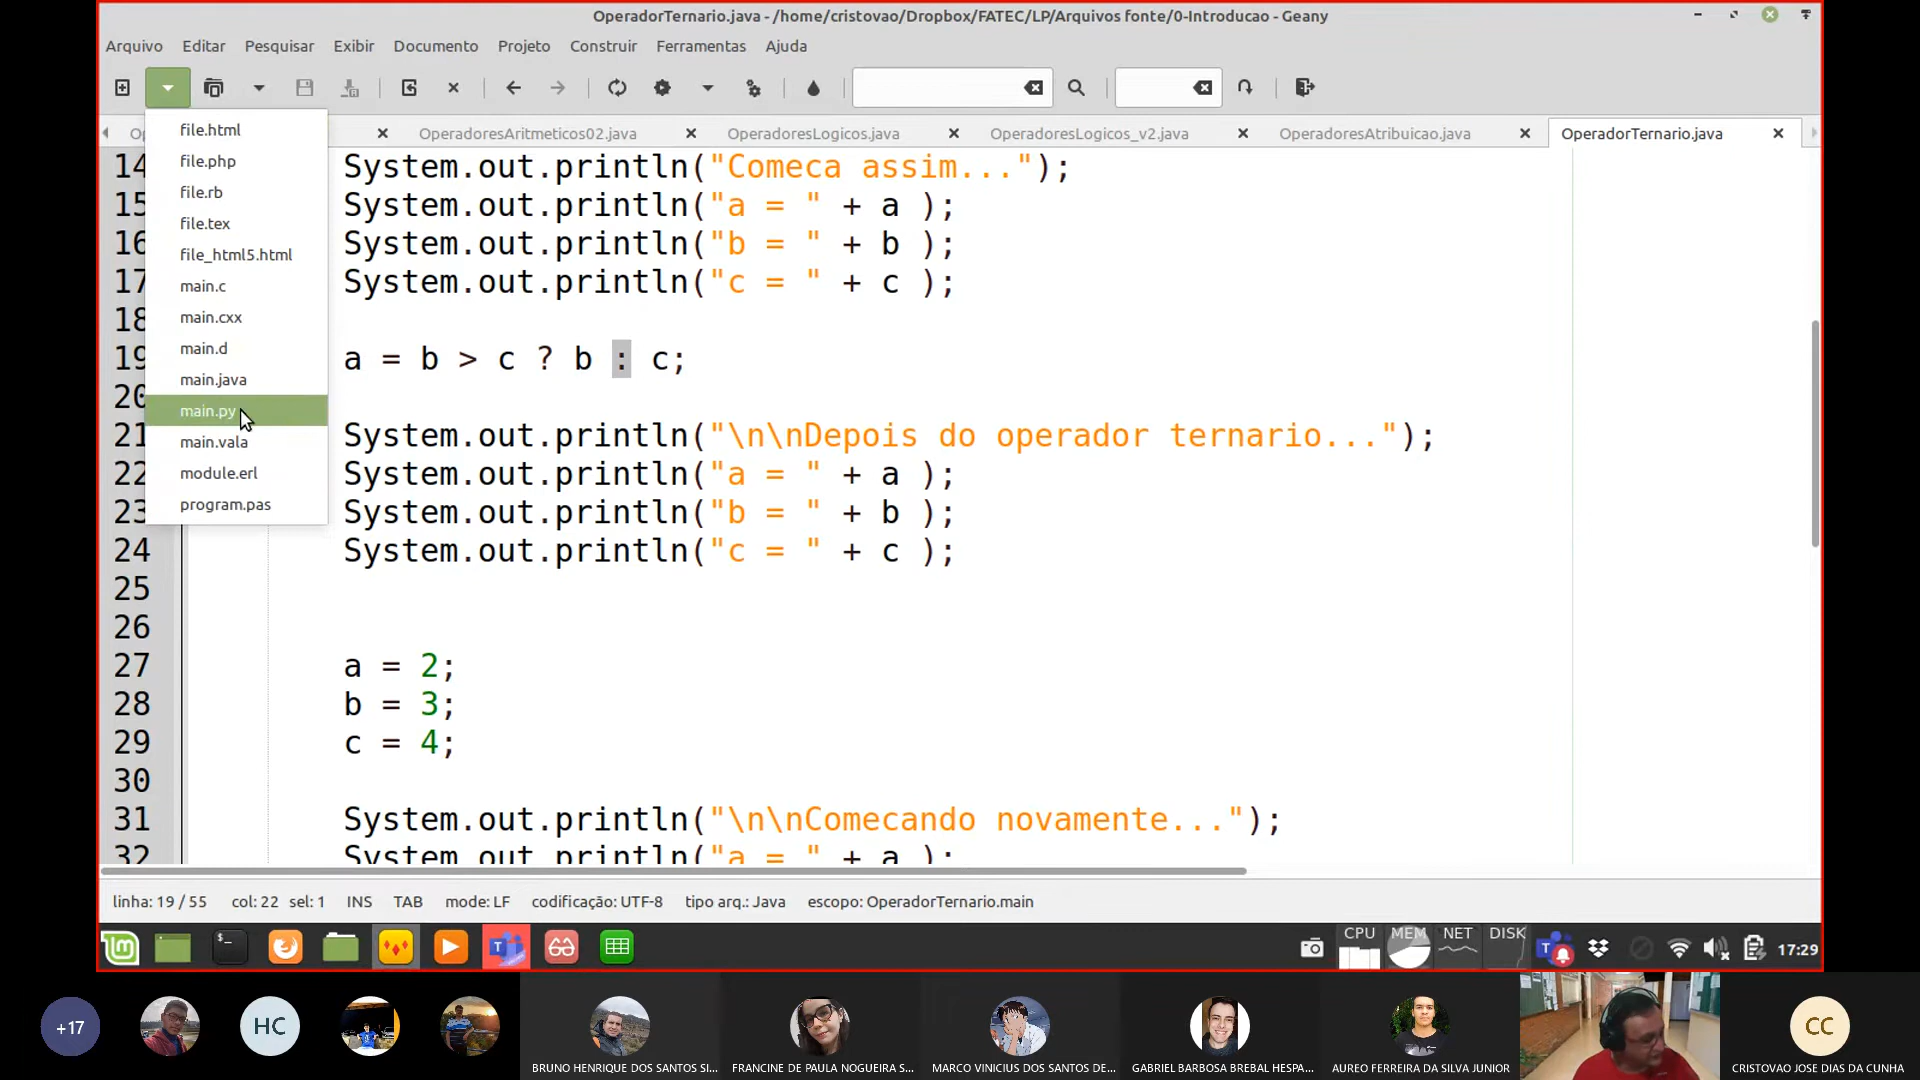 OperadorTernario.java - /home/cristovao/Dropbox/FATEC/LP/Arquivos fonte/0-Introducao - Geany
Arquivo Editar Pesquisar Exibir Documento Projeto Construir Ferramentas Ajuda
OperadoresAritmeticos02.java OperadoresLogicos.java OperadoresLogicos_v2.java OperadoresAtribuicao.java OperadorTernario.java
file.html
file.php
file.rb
file.tex
file_html5.html
main.c
main.cxx
main.d
main.java
main.py
main.vala
module.erl
program.pas
14 System.out.println("Comeca assim...");
15 System.out.println("a = " + a );
16 System.out.println("b = " + b );
17 System.out.println("c = " + c );
18
19 a = b > c ? b : c;
20
21 System.out.println("\n\nDepois do operador ternario...");
22 System.out.println("a = " + a );
23 System.out.println("b = " + b );
24 System.out.println("c = " + c );
25
26
27 a = 2;
28 b = 3;
29 c = 4;
30
31 System.out.println("\n\nComecando novamente...");
32 System.out.println("a = " + a );
linha: 19 / 55 col: 22 sel: 1 INS TAB mode: LF codificação: UTF-8 tipo arq.: Java escopo: OperadorTernario.main
CPU MEM NET DISK 17:29
+17 HC CC
BRUNO HENRIQUE DOS SANTOS SI... FRANCINE DE PAULA NOGUEIRA S... MARCO VINICIUS DOS SANTOS DE... GABRIEL BARBOSA BREBAL HESPA... AUREO FERREIRA DA SILVA JUNIOR CRISTOVAO JOSE DIAS DA CUNHA